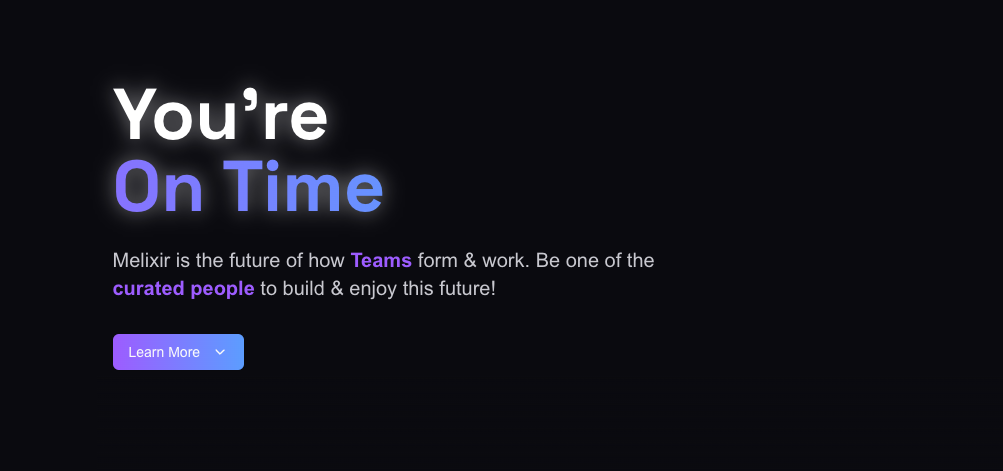 You’re
On Time
Melixir is the future of how Teams form & work. Be one of the
curated people to build & enjoy this future!
Learn More